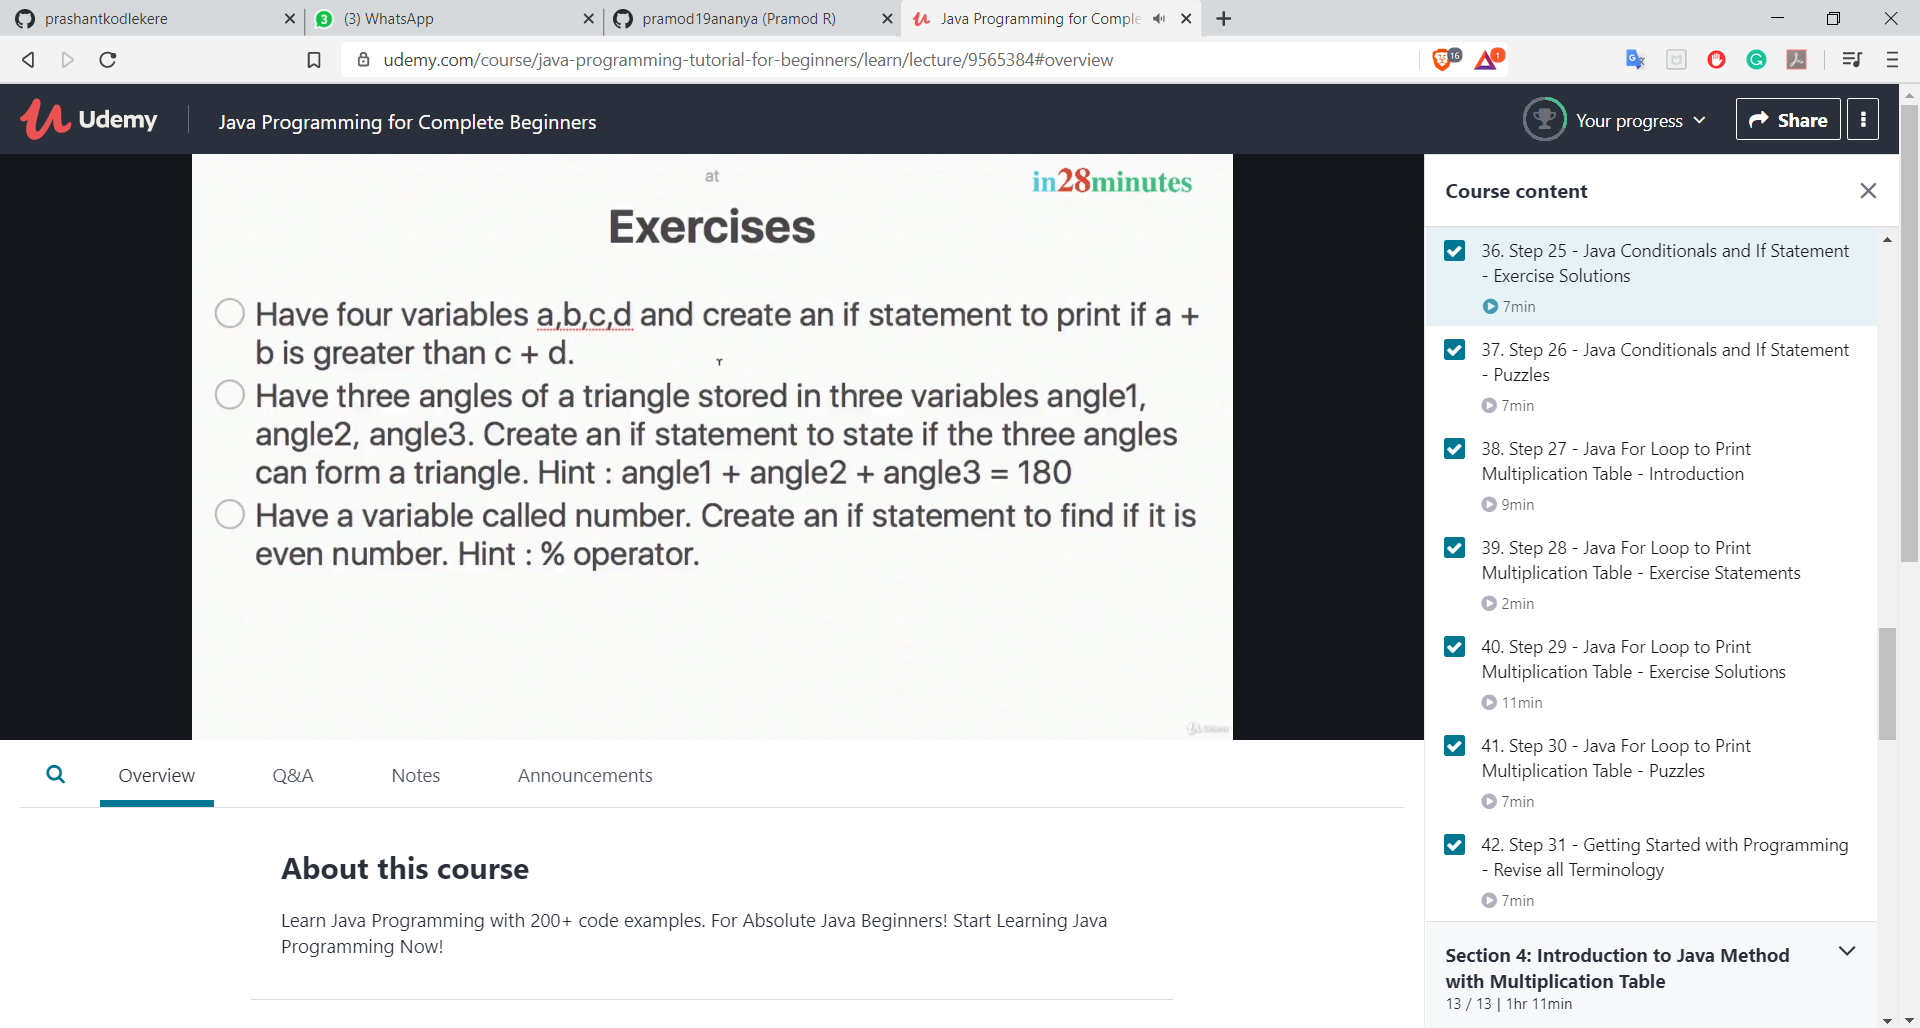 prashantkodlekere
3
(3) WhatsApp
pramod19ananya (Pramod R)
Java Programming for Comple
udemy.com/course/java-programming-tutorial-for-beginners/learn/lecture/9565384#overview
16
1
Udemy
Java Programming for Complete Beginners
Your progress
Share
at
in28minutes
Exercises
Have four variables a,b,c,d and create an if statement to print if a +
b is greater than c + d.
Have three angles of a triangle stored in three variables angle1,
angle2, angle3. Create an if statement to state if the three angles
can form a triangle. Hint : angle1 + angle2 + angle3 = 180
Have a variable called number. Create an if statement to find if it is
even number. Hint : % operator.
Udemy
Course content
36. Step 25 - Java Conditionals and If Statement
- Exercise Solutions
7min
37. Step 26 - Java Conditionals and If Statement
- Puzzles
7min
38. Step 27 - Java For Loop to Print
Multiplication Table - Introduction
9min
39. Step 28 - Java For Loop to Print
Multiplication Table - Exercise Statements
2min
40. Step 29 - Java For Loop to Print
Multiplication Table - Exercise Solutions
11min
41. Step 30 - Java For Loop to Print
Multiplication Table - Puzzles
7min
42. Step 31 - Getting Started with Programming
- Revise all Terminology
7min
Section 4: Introduction to Java Method
with Multiplication Table
13 / 13 | 1hr 11min
Overview
Q&A
Notes
Announcements
About this course
Learn Java Programming with 200+ code examples. For Absolute Java Beginners! Start Learning Java
Programming Now!